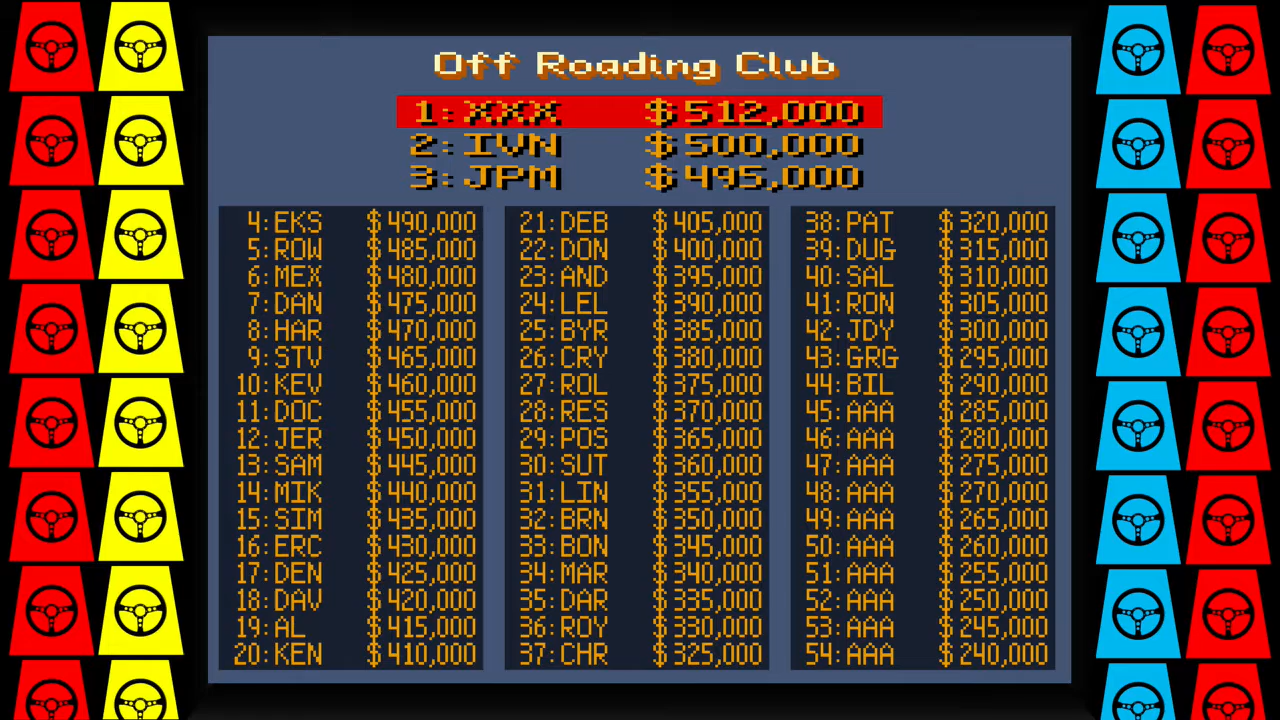 Off Roading Club
1: XXX $512,000
2: IVN $500,000
3: JPM $495,000
4: EKS $490,000
5: ROW $485,000
6: MEX $480,000
7: DAN $475,000
8: HAR $470,000
9: STV $465,000
10: KEV $460,000
11: DOC $455,000
12: JER $450,000
13: SAM $445,000
14: MIK $440,000
15: SIM $435,000
16: ERC $430,000
17: DEN $425,000
18: DAV $420,000
19: AL $415,000
20: KEN $410,000
21: DEB $405,000
22: DON $400,000
23: AND $395,000
24: LEL $390,000
25: BYR $385,000
26: CRY $380,000
27: ROL $375,000
28: RES $370,000
29: POS $365,000
30: SUT $360,000
31: LIN $355,000
32: BRN $350,000
33: BON $345,000
34: MAR $340,000
35: DAR $335,000
36: ROY $330,000
37: CHR $325,000
38: PAT $320,000
39: DUG $315,000
40: SAL $310,000
41: RON $305,000
42: JDY $300,000
43: GRG $295,000
44: BIL $290,000
45: AAA $285,000
46: AAA $280,000
47: AAA $275,000
48: AAA $270,000
49: AAA $265,000
50: AAA $260,000
51: AAA $255,000
52: AAA $250,000
53: AAA $245,000
54: AAA $240,000